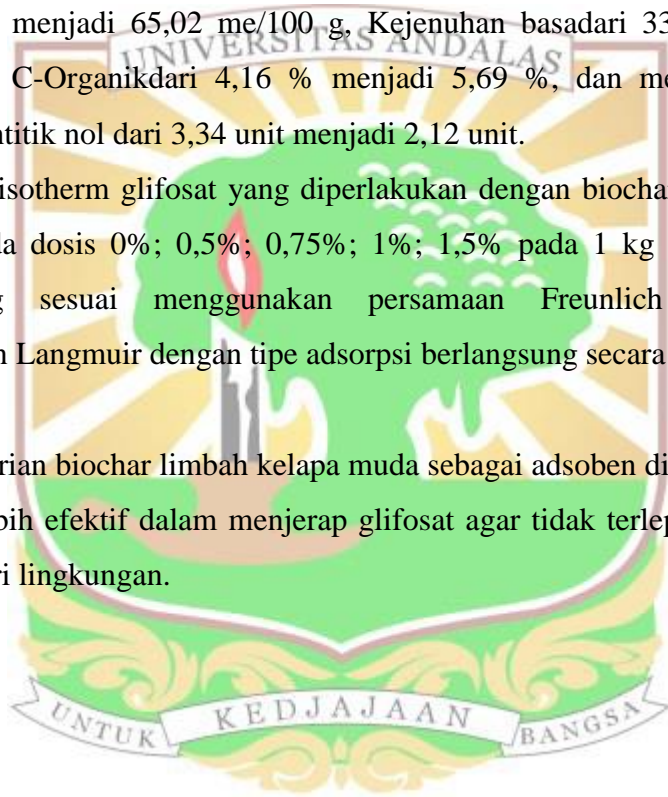 menjadi 65,02 me/100 g, Kejenuhan basadari 33
UNIVERSITAS ANDALAS
C-Organikdari 4,16 % menjadi 5,69 %, dan me
ntitik nol dari 3,34 unit menjadi 2,12 unit.
isotherm glifosat yang diperlakukan dengan biochar
da dosis 0%; 0,5%; 0,75%; 1%; 1,5% pada 1 kg
g sesuai menggunakan persamaan Freunlich
n Langmuir dengan tipe adsorpsi berlangsung secara
rian biochar limbah kelapa muda sebagai adsoben di
bih efektif dalam menjerap glifosat agar tidak terlep
ri lingkungan.
UNTUK KEDJAJAAN BANGSA